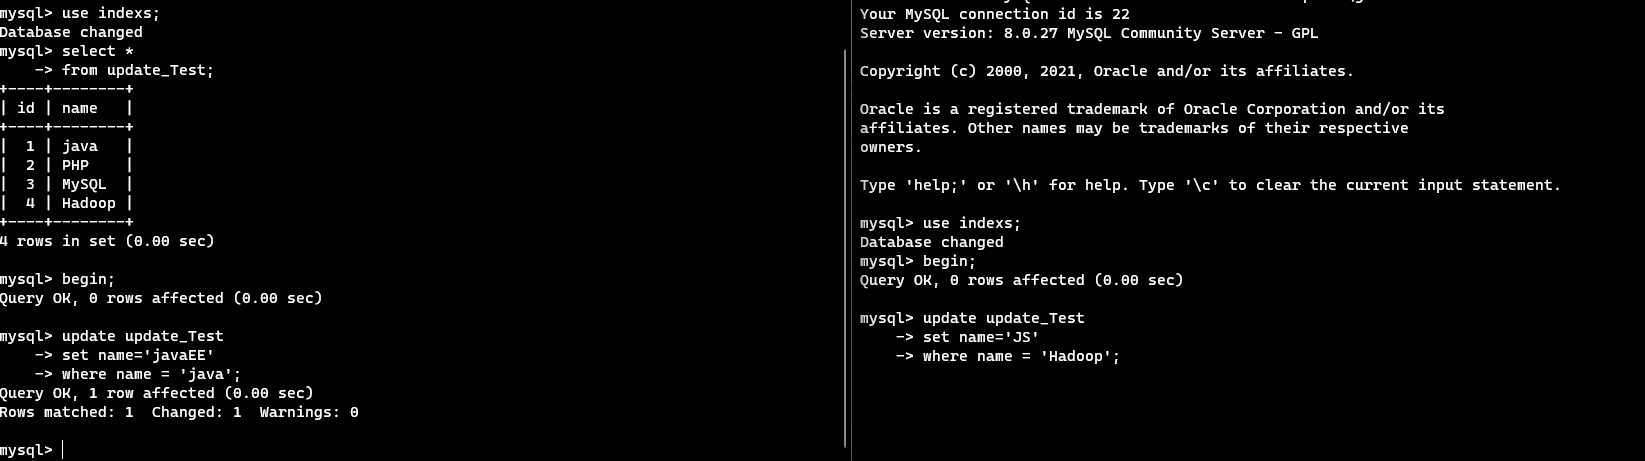 mysql> use indexs;
Database changed
mysql> select *
    -> from update_Test;
+----+--------+
| id | name   |
+----+--------+
|  1 | java   |
|  2 | PHP    |
|  3 | MySQL  |
|  4 | Hadoop |
+----+--------+
4 rows in set (0.00 sec)
mysql> begin;
Query OK, 0 rows affected (0.00 sec)
mysql> update update_Test
    -> set name='javaEE'
    -> where name = 'java';
Query OK, 1 row affected (0.00 sec)
Rows matched: 1  Changed: 1  Warnings: 0
mysql>
Your MySQL connection id is 22
Server version: 8.0.27 MySQL Community Server - GPL
Copyright (c) 2000, 2021, Oracle and/or its affiliates.
Oracle is a registered trademark of Oracle Corporation and/or its
affiliates. Other names may be trademarks of their respective
owners.
Type 'help;' or '\h' for help. Type '\c' to clear the current input statement.
mysql> use indexs;
Database changed
mysql> begin;
Query OK, 0 rows affected (0.00 sec)
mysql> update update_Test
    -> set name='JS'
    -> where name = 'Hadoop';